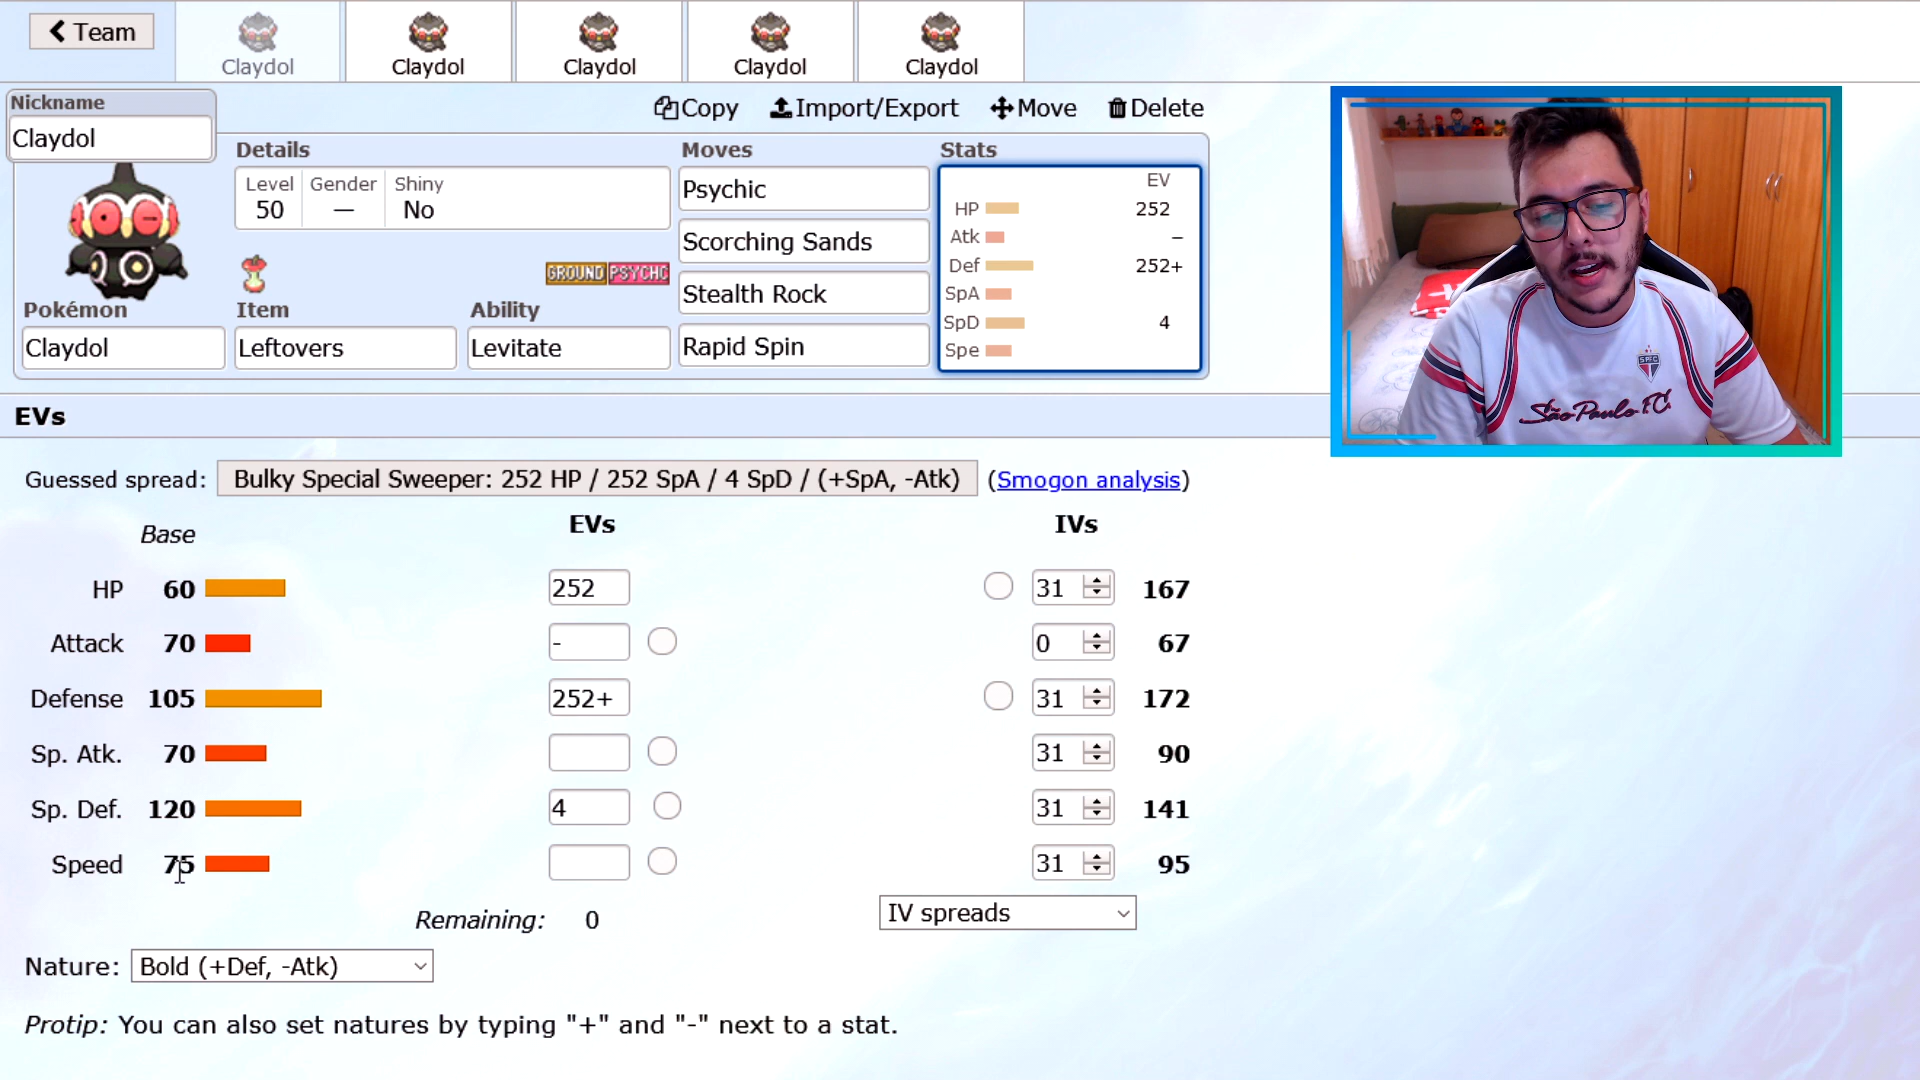 Team
Claydol
Claydol
Claydol
Claydol
Claydol
Nickname
Claydol
Copy
Import/Export
Move
Delete
Details
Level Gender Shiny
50 — No
GROUND PSYCHC
Pokémon
Claydol
Item
Leftovers
Ability
Levitate
Moves
Psychic
Scorching Sands
Stealth Rock
Rapid Spin
Stats
EV
HP 252
Atk –
Def 252+
SpA
SpD 4
Spe
SPFC
São Paulo FC
EVs
Guessed spread: Bulky Special Sweeper: 252 HP / 252 SpA / 4 SpD / (+SpA, -Atk) (Smogon analysis)
Base EVs IVs
HP 60 252 31 167
Attack 70 - 0 67
Defense 105 252+ 31 172
Sp. Atk. 70 31 90
Sp. Def. 120 4 31 141
Speed 75 31 95
Remaining: 0 IV spreads
Nature: Bold (+Def, -Atk)
Protip: You can also set natures by typing "+" and "-" next to a stat.